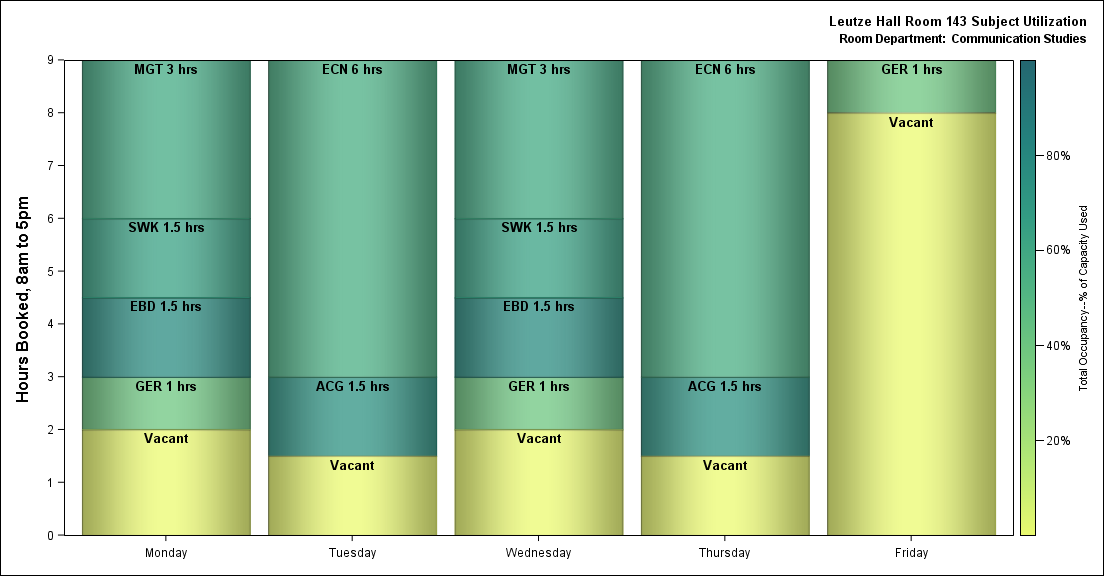 Leutze Hall Room 143 Subject Utilization
Room Department: Communication Studies
Hours Booked, 8am to 5pm
9
8
7
6
5
4
3
2
1
0
MGT 3 hrs
SWK 1.5 hrs
EBD 1.5 hrs
GER 1 hrs
Vacant
ECN 6 hrs
ACG 1.5 hrs
Vacant
MGT 3 hrs
SWK 1.5 hrs
EBD 1.5 hrs
GER 1 hrs
Vacant
ECN 6 hrs
ACG 1.5 hrs
Vacant
GER 1 hrs
Vacant
Monday
Tuesday
Wednesday
Thursday
Friday
80%
60%
40%
20%
Total Occupancy--% of Capacity Used